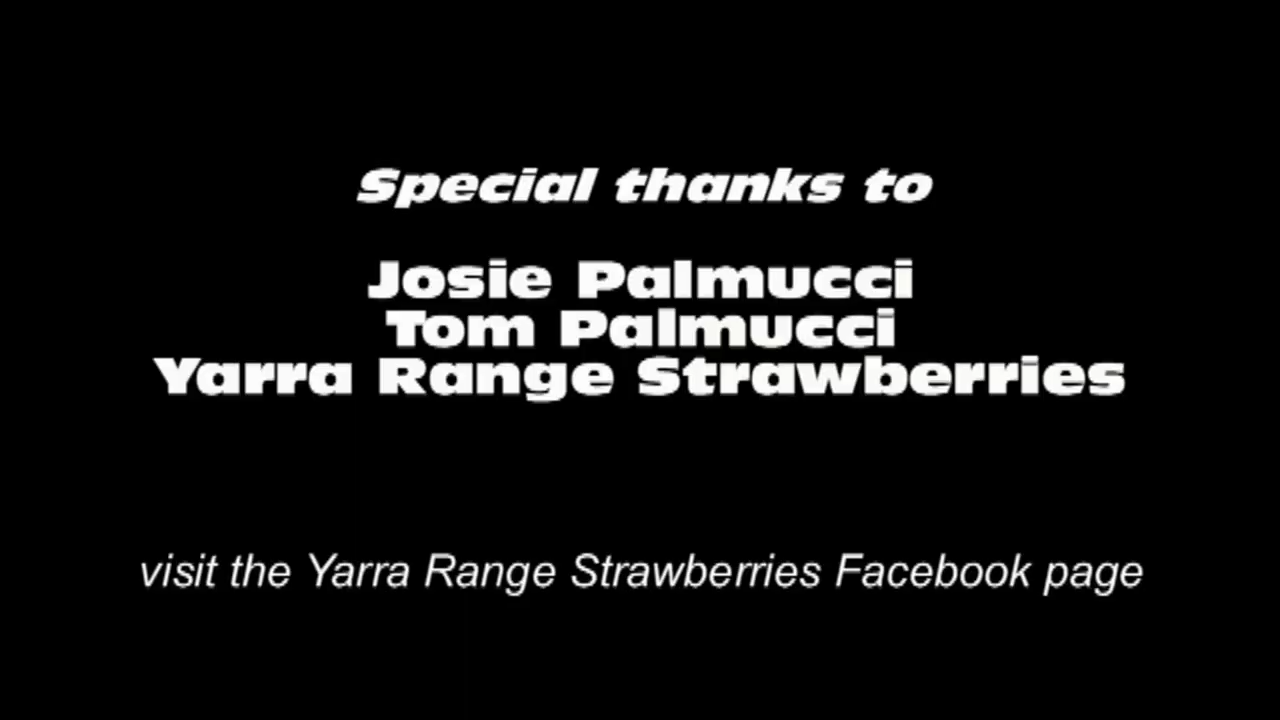 Special thanks to
Josie Palmucci
Tom Palmucci
Yarra Range Strawberries
visit the Yarra Range Strawberries Facebook page